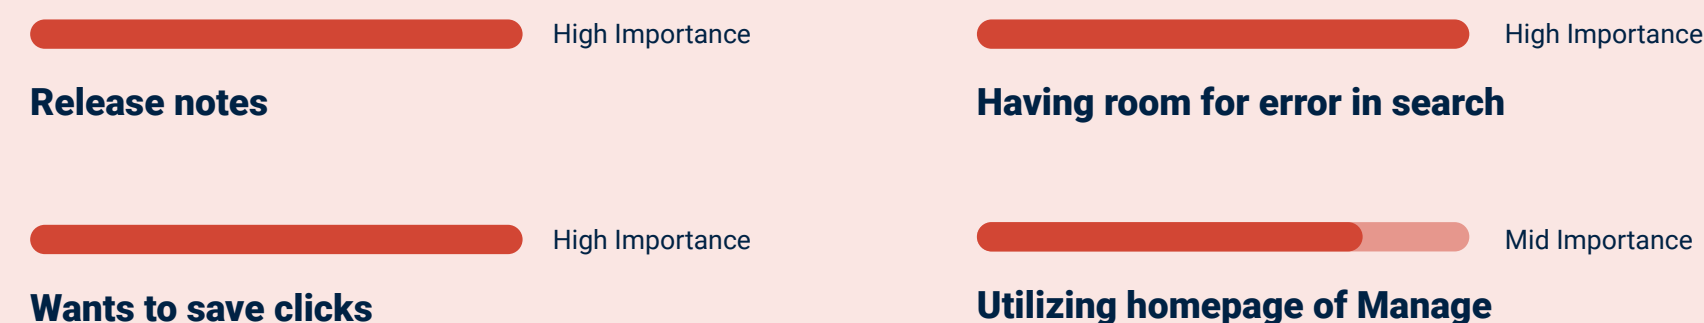 High Importance
Release notes
High Importance
Having room for error in search
High Importance
Wants to save clicks
Mid Importance
Utilizing homepage of Manage